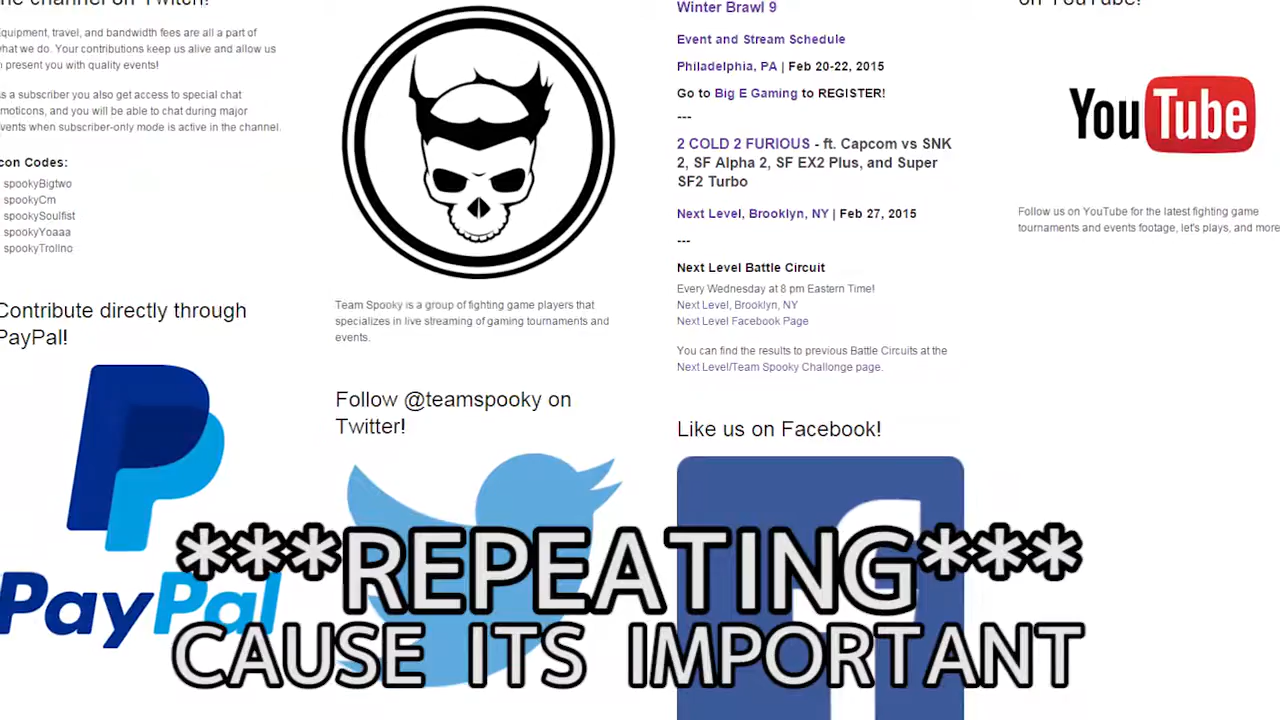 the channel on Twitch!
Equipment, travel, and bandwidth fees are all a part
what we do. Your contributions keep us alive and allow us
to present you with quality events!
As a subscriber you also get access to special chat
emoticons, and you will be able to chat during major
events when subscriber-only mode is active in the channel.
Icon Codes:
spookyBigtwo
spookyCrn
spookySoulfist
spookyYoaaa
spookyTrollno
Contribute directly through
PayPal!
PayPal
Team Spooky is a group of fighting game players that
specializes in live streaming of gaming tournaments and
events.
Follow @teamspooky on
Twitter!
Winter Brawl 9
Event and Stream Schedule
Philadelphia, PA | Feb 20-22, 2015
Go to Big E Gaming to REGISTER!
---
2 COLD 2 FURIOUS - ft. Capcom vs SNK
2, SF Alpha 2, SF EX2 Plus, and Super
SF2 Turbo
Next Level, Brooklyn, NY | Feb 27, 2015
---
Next Level Battle Circuit
Every Wednesday at 8 pm Eastern Time!
Next Level, Brooklyn, NY
Next Level Facebook Page
You can find the results to previous Battle Circuits at the
Next Level/Team Spooky Challonge page.
Like us on Facebook!
f
on YouTube!
YouTube
Follow us on YouTube for the latest fighting game
tournaments and events footage, let's plays, and more
***REPEATING***
CAUSE ITS IMPORTANT